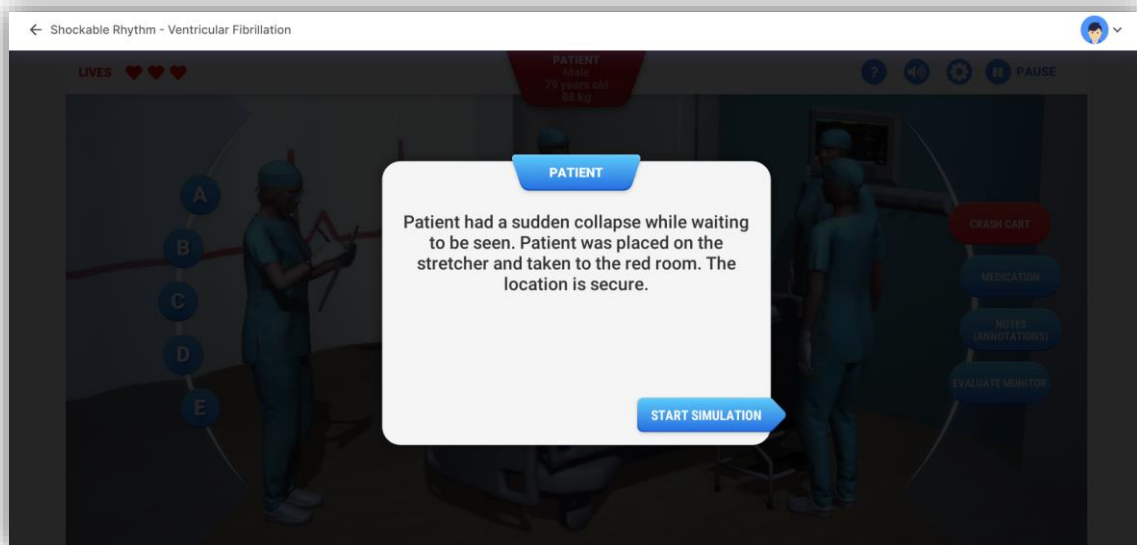 ← Shockable Rhythm - Ventricular Fibrillation
LIVES
PATIENT
Male
79 years old
88 kg
?
PAUSE
A
B
C
D
E
PATIENT
Patient had a sudden collapse while waiting
to be seen. Patient was placed on the
stretcher and taken to the red room. The
location is secure.
START SIMULATION
CRASH CART
MEDICATION
NOTES
(ANNOTATIONS)
EVALUATE MONITOR